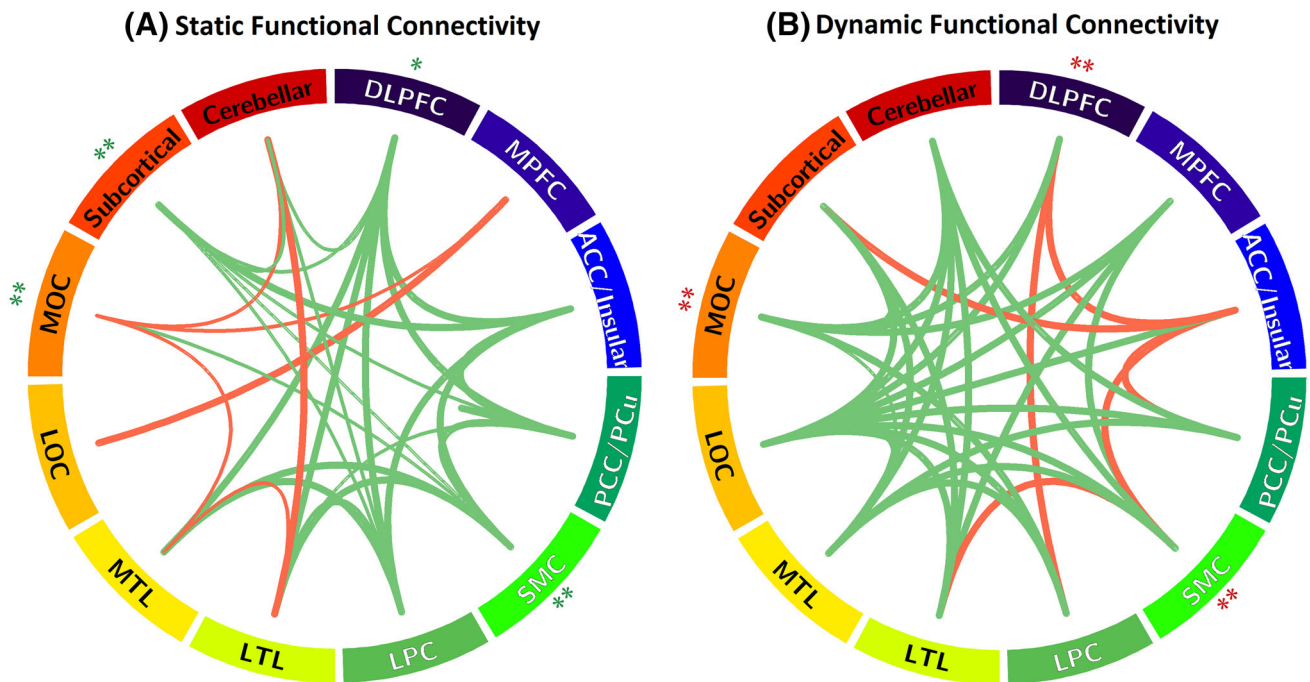 (A) Static Functional Connectivity
Cerebellar
DLPFC
*
MPFC
ACC/Insular
PCC/PCu
SMC
**
LPC
LTL
MTL
LOC
MOC
**
Subcortical
**
(B) Dynamic Functional Connectivity
Cerebellar
DLPFC
**
MPFC
ACC/Insular
PCC/PCu
SMC
**
LPC
LTL
MTL
LOC
MOC
**
Subcortical